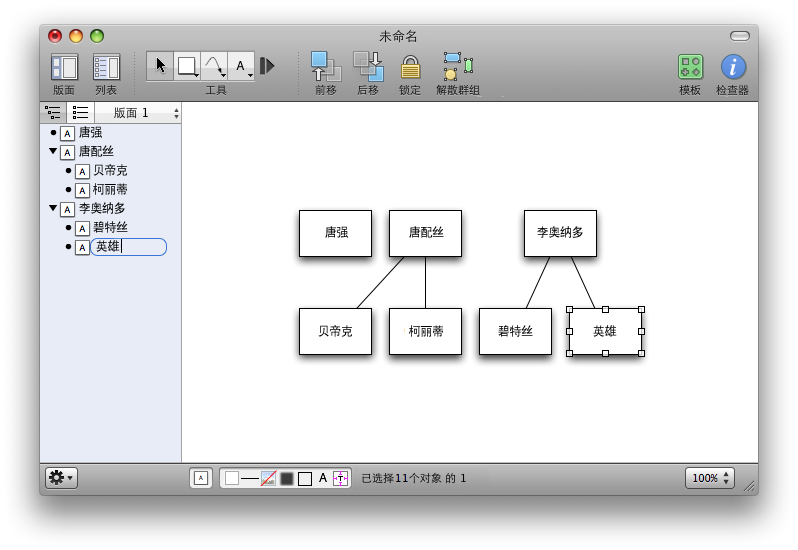 未命名
A
版面 列表 工具 前移 后移 锁定 解散群组 模板 检查器
版面 1
A 唐强
A 唐配丝
A 贝帝克
A 柯丽蒂
A 李奥纳多
A 碧特丝
A 英雄
唐强 唐配丝 李奥纳多
贝帝克 柯丽蒂 碧特丝 英雄
A A T 已选择11个对象 的 1 100%